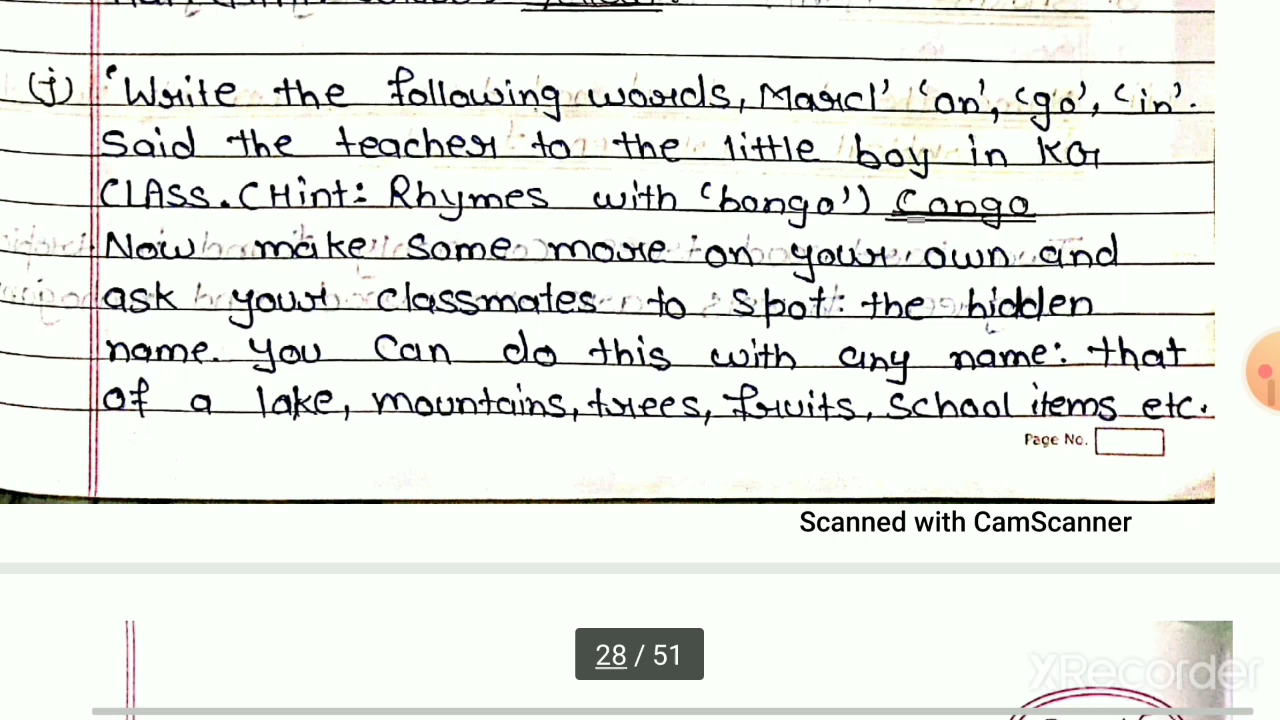 (j) 'Write the following words, Marcl' 'on', 'go', 'in'.
Said the teacher to the little boy in KG
CLASS. (Hint: Rhymes with 'bongo') Congo
Now make some more on your own and
ask your classmates to spot the hidden
name. You can do this with any name: that
of a lake, mountains, trees, fruits, school items etc.
Page No.
Scanned with CamScanner
28 / 51
XRecorder